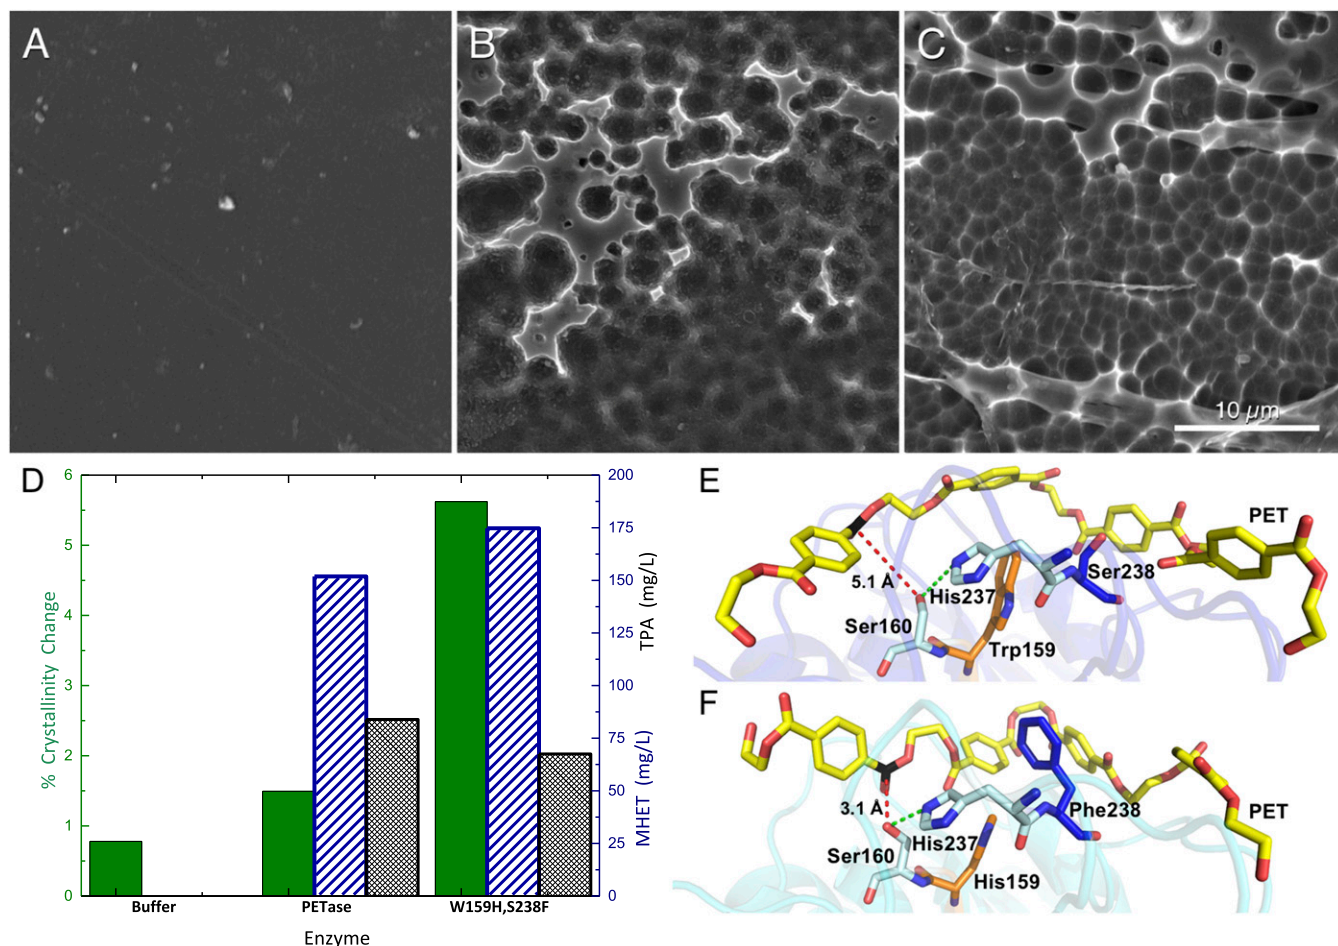 A
B
C
10 µm
D
6
5
4
3
2
1
0
% Crystallinity Change
200
175
150
125
100
75
50
25
0
TPA (mg/L)
MHET (mg/L)
Buffer
PETase
W159H,S238F
Enzyme
E
PET
5.1 Å
His237
Ser238
Ser160
Trp159
F
3.1 Å
Phe238
PET
His237
Ser160
His159